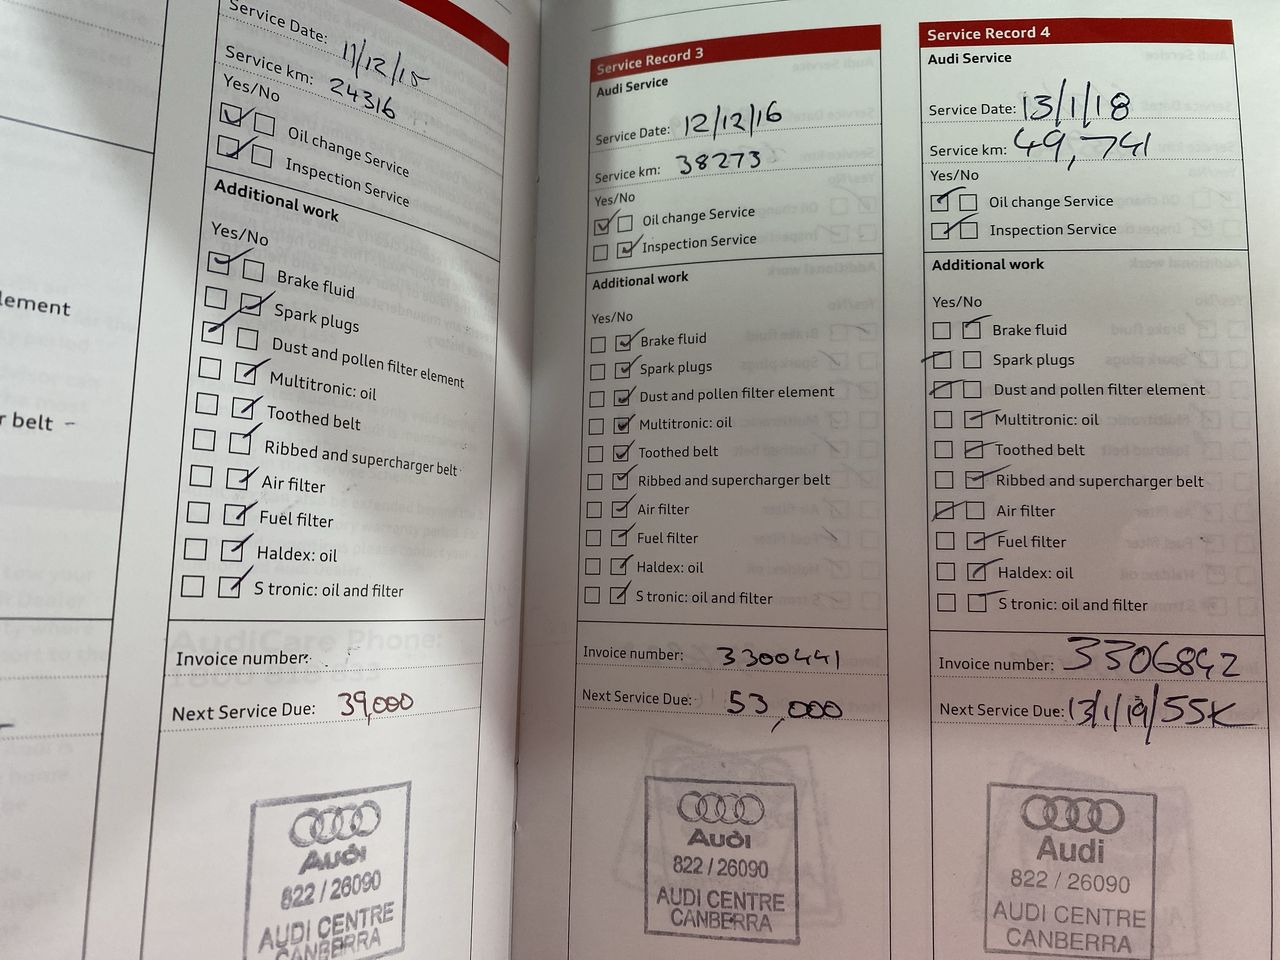 lement
r belt -
Service Date: 11/12/15
Service km: 24316
Yes/No
Oil change Service
Inspection Service
Additional work
Yes/No
Brake fluid
Spark plugs
Dust and pollen filter element
Multitronic: oil
Toothed belt
Ribbed and supercharger belt
Air filter
Fuel filter
Haldex: oil
S tronic: oil and filter
Invoice number:
Next Service Due: 39,000
Audi
822 / 26090
AUDI CENTRE
CANBERRA
Service Record 3
Audi Service
Service Date: 12/12/16
Service km: 38273
Yes/No
Oil change Service
Inspection Service
Additional work
Yes/No
Brake fluid
Spark plugs
Dust and pollen filter element
Multitronic: oil
Toothed belt
Ribbed and supercharger belt
Air filter
Fuel filter
Haldex: oil
S tronic: oil and filter
Invoice number: 3300441
Next Service Due: 53,000
Audi
822 / 26090
AUDI CENTRE
CANBERRA
Service Record 4
Audi Service
Service Date: 13/1/18
Service km: 49,741
Yes/No
Oil change Service
Inspection Service
Additional work
Yes/No
Brake fluid
Spark plugs
Dust and pollen filter element
Multitronic: oil
Toothed belt
Ribbed and supercharger belt
Air filter
Fuel filter
Haldex: oil
S tronic: oil and filter
Invoice number: 3306842
Next Service Due: 13/1/19/55K
Audi
822 / 26090
AUDI CENTRE
CANBERRA